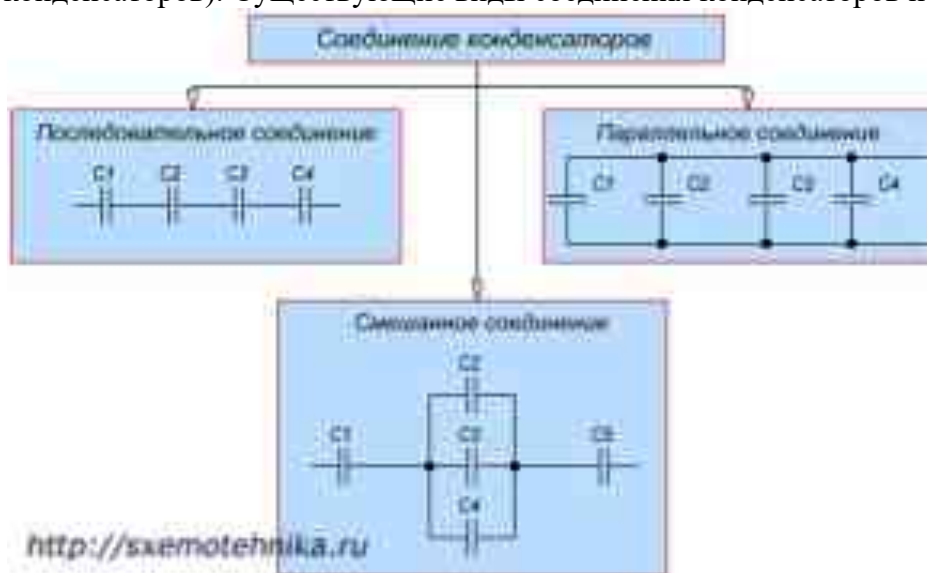 конденсаторов). Существующие виды соединения конденсаторов
Соединение конденсаторов
Последовательное соединение
C1 C2 C3 C4
Параллельное соединение
C1 C2 C3 C4
Смешанное соединение
C2
C1 C3 C5
C4
http://sxemotehnika.ru